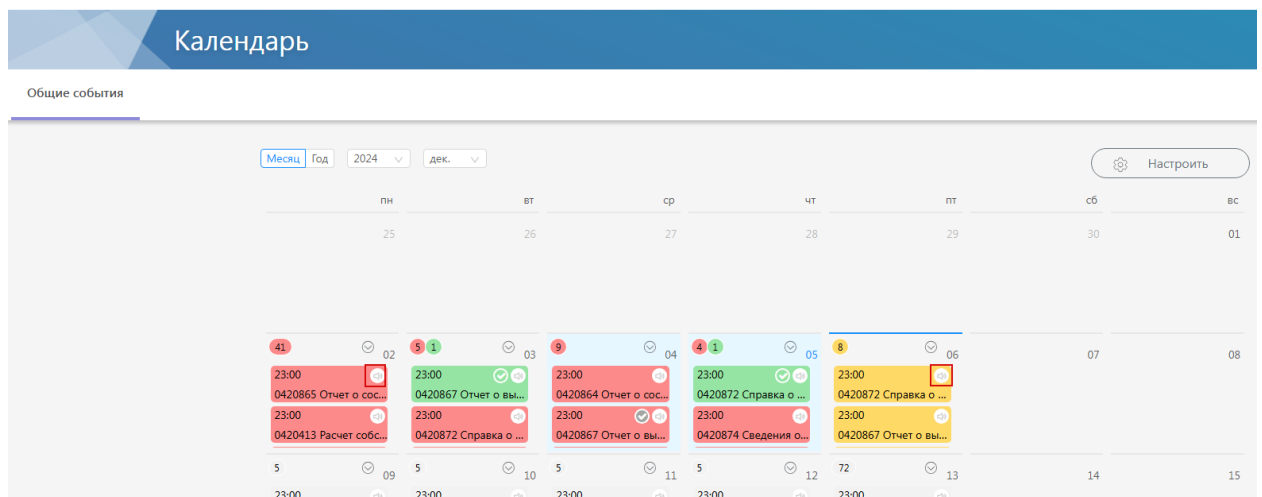 Календарь
Общие события
Месяц Год 2024 дек. Настроить
пн вт ср чт пт сб вс
25 26 27 28 29 30 01
41 02 5 1 03 9 04 4 1 05 8 06 07 08
23:00 23:00 23:00 23:00 23:00
0420865 Отчет о сос... 0420867 Отчет о вы... 0420864 Отчет о сос... 0420872 Справка о ... 0420872 Справка о ...
23:00 23:00 23:00 23:00 23:00
0420413 Расчет собс... 0420872 Справка о ... 0420867 Отчет о вы... 0420874 Сведения о... 0420867 Отчет о вы...
5 09 5 10 5 11 5 12 72 13 14 15
23:00 23:00 23:00 23:00 23:00